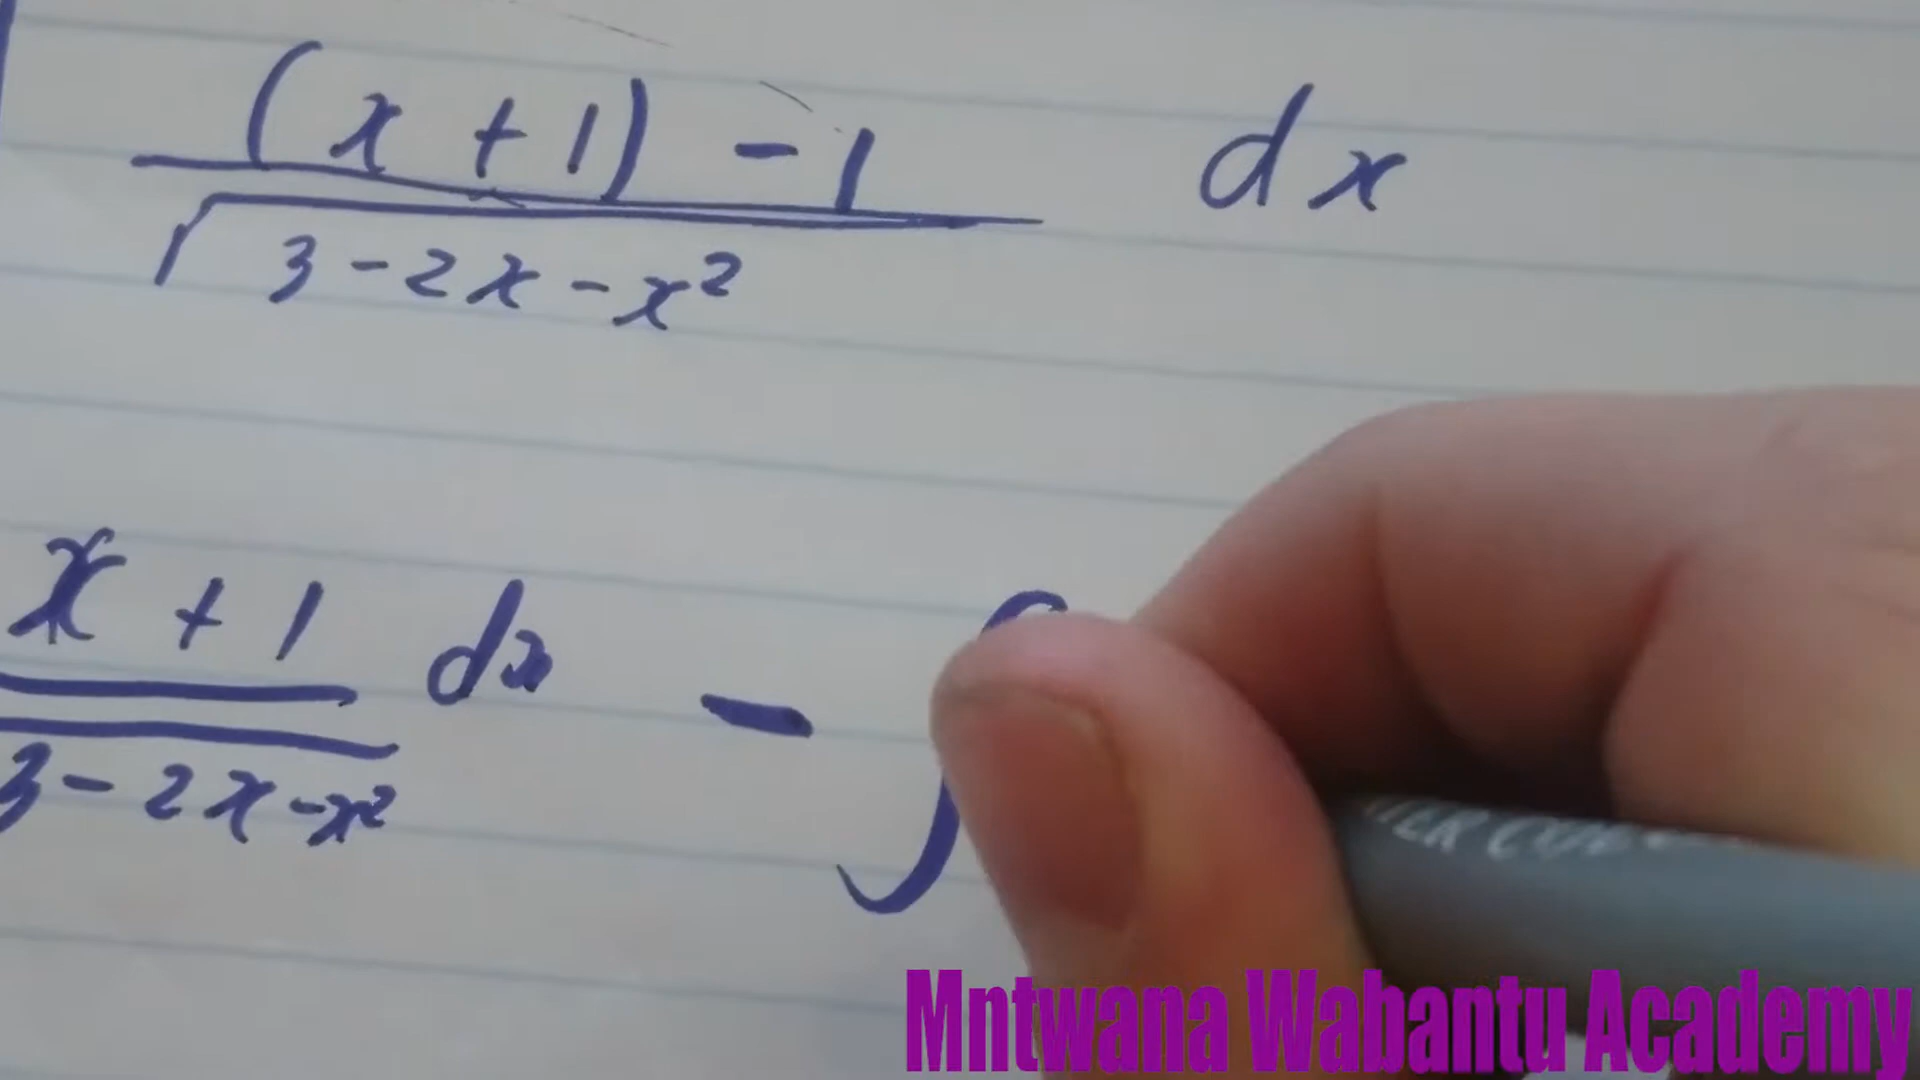 (x + 1) - 1 dx
√3 - 2x - x²
x + 1 dx - ∫
3 - 2x - x²
Mntwana Wabantu Academy